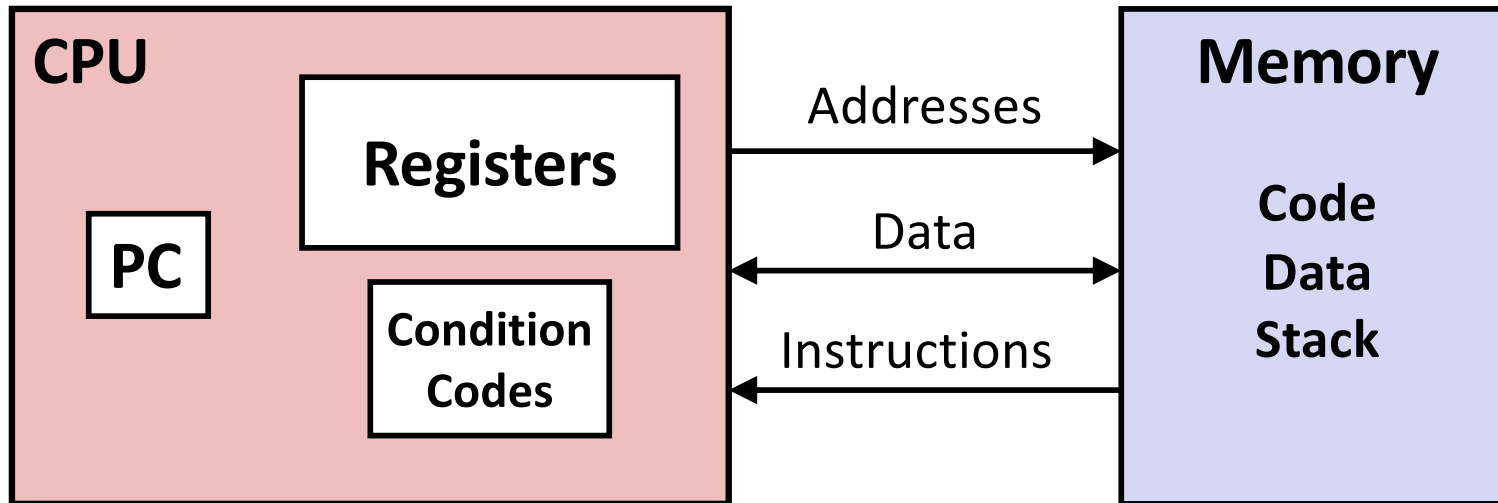 CPU
Registers
PC
Condition
Codes
Addresses
Data
Instructions
Memory
Code
Data
Stack